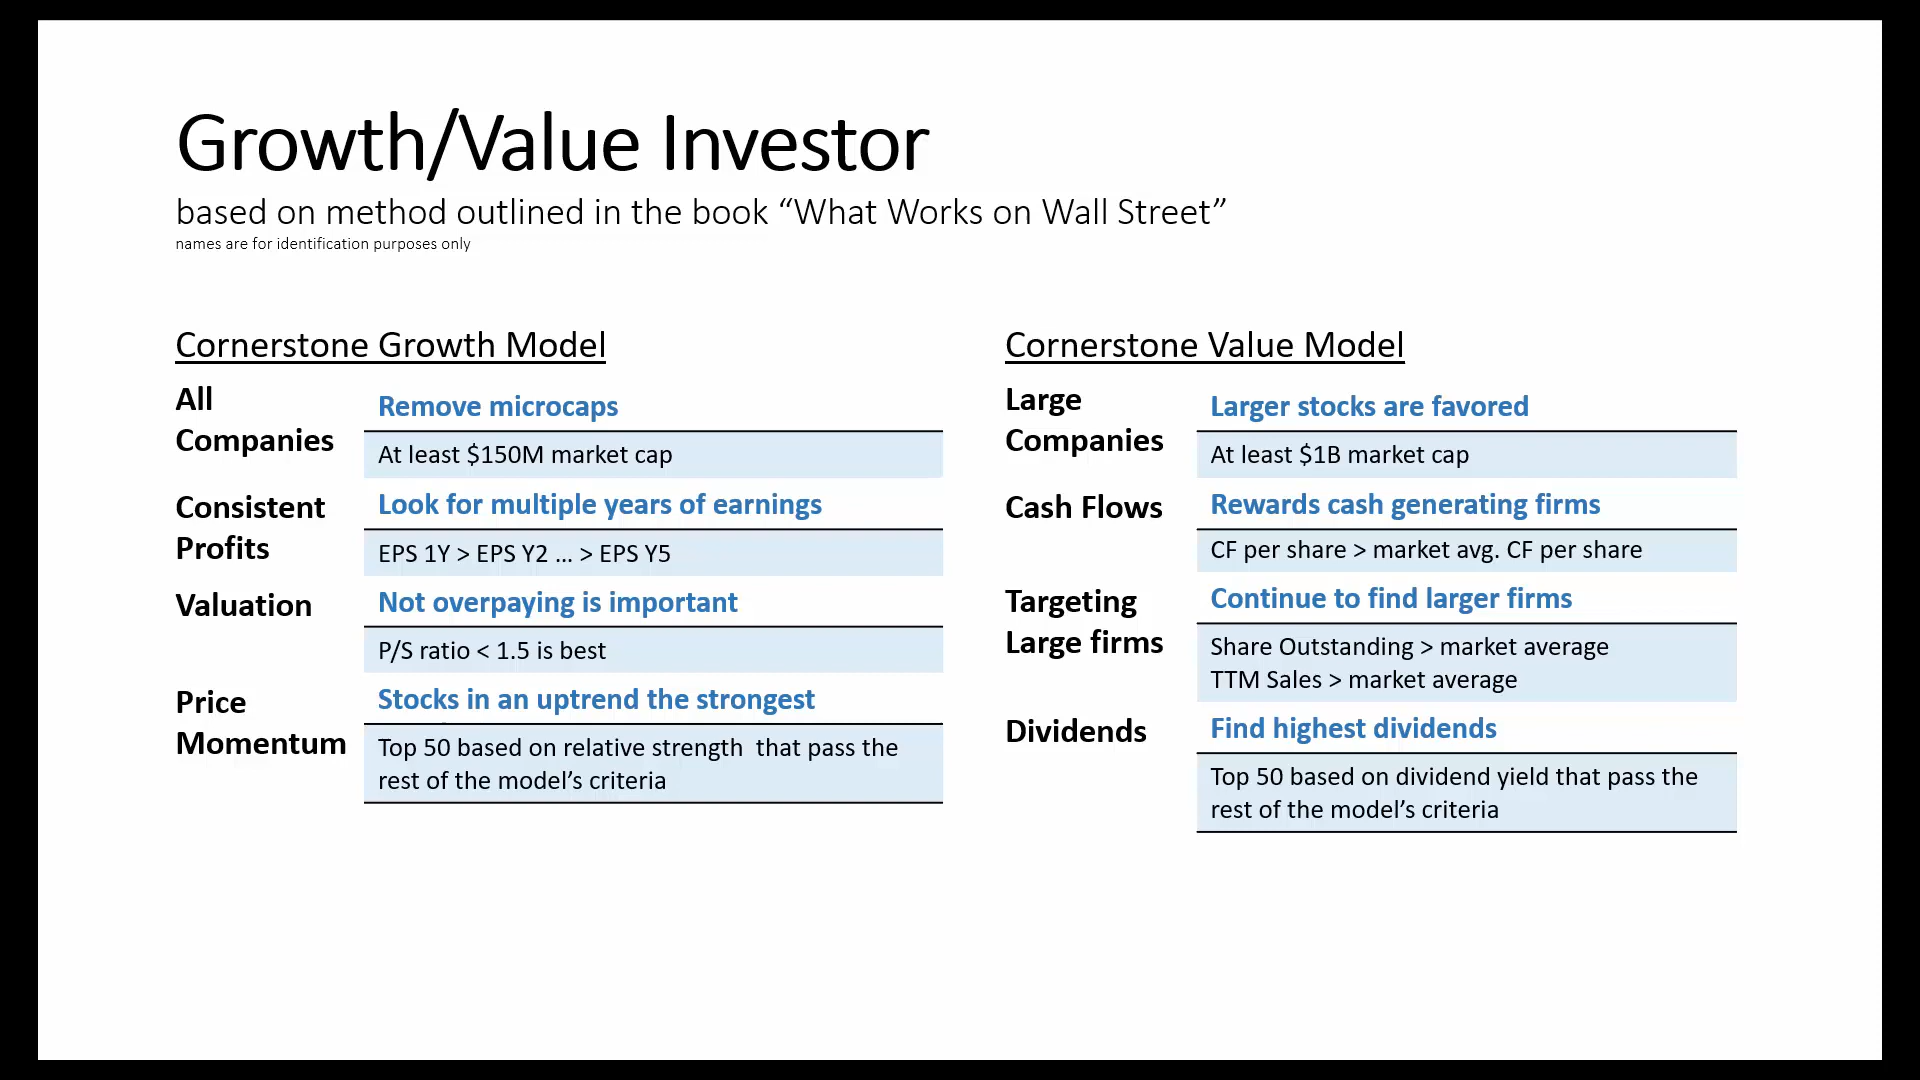 Growth/Value Investor
based on method outlined in the book “What Works on Wall Street”
names are for identification purposes only
Cornerstone Growth Model
All
Companies
Remove microcaps
At least $150M market cap
Consistent
Profits
Look for multiple years of earnings
EPS 1Y > EPS Y2 ... > EPS Y5
Valuation
Not overpaying is important
P/S ratio < 1.5 is best
Price
Momentum
Stocks in an uptrend the strongest
Top 50 based on relative strength  that pass the
rest of the model’s criteria
Cornerstone Value Model
Large
Companies
Larger stocks are favored
At least $1B market cap
Cash Flows
Rewards cash generating firms
CF per share > market avg. CF per share
Targeting
Large firms
Continue to find larger firms
Share Outstanding > market average
TTM Sales > market average
Dividends
Find highest dividends
Top 50 based on dividend yield that pass the
rest of the model’s criteria